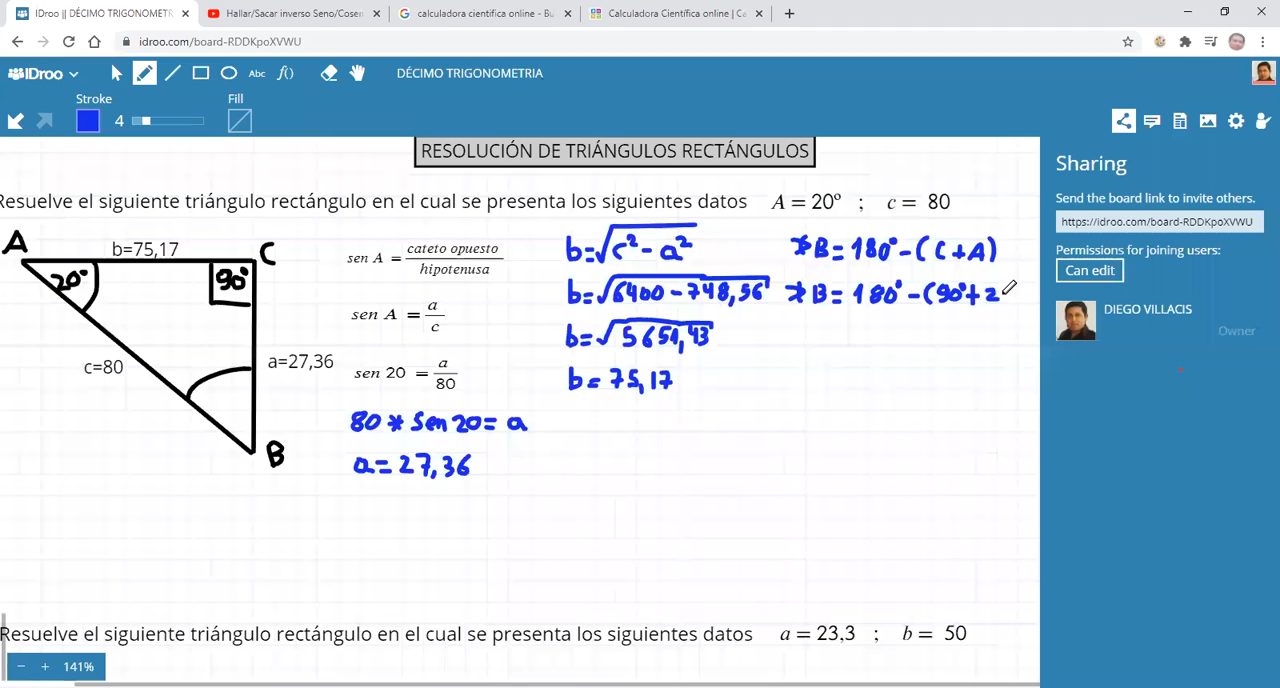 IDroo || DÉCIMO TRIGONOMETR
Hallar/Sacar inverso Seno/Cosen
calculadora científica online - Bu
Calculadora Científica online | Ca
idroo.com/board-RDDKpoXVWU
IDroo
Abc
f()
DÉCIMO TRIGONOMETRIA
Stroke
Fill
4
RESOLUCIÓN DE TRIÁNGULOS RECTÁNGULOS
Resuelve el siguiente triángulo rectángulo en el cual se presenta los siguientes datos A = 20º ; c = 80
A
b=75,17
C
20°
90°
c=80
a=27,36
B
sen A = cateto opuesto / hipotenusa
sen A = a / c
sen 20 = a / 80
80 * Sen 20 = a
a = 27,36
b = √c² - a²
b = √6400 - 748,56
b = √5651,43
b = 75,17
* B = 180° - (C + A)
* B = 180° - (90° + 2
Resuelve el siguiente triángulo rectángulo en el cual se presenta los siguientes datos a = 23,3 ; b = 50
141%
Sharing
Send the board link to invite others.
https://idroo.com/board-RDDKpoXVWU
Permissions for joining users:
Can edit
DIEGO VILLACIS
Owner